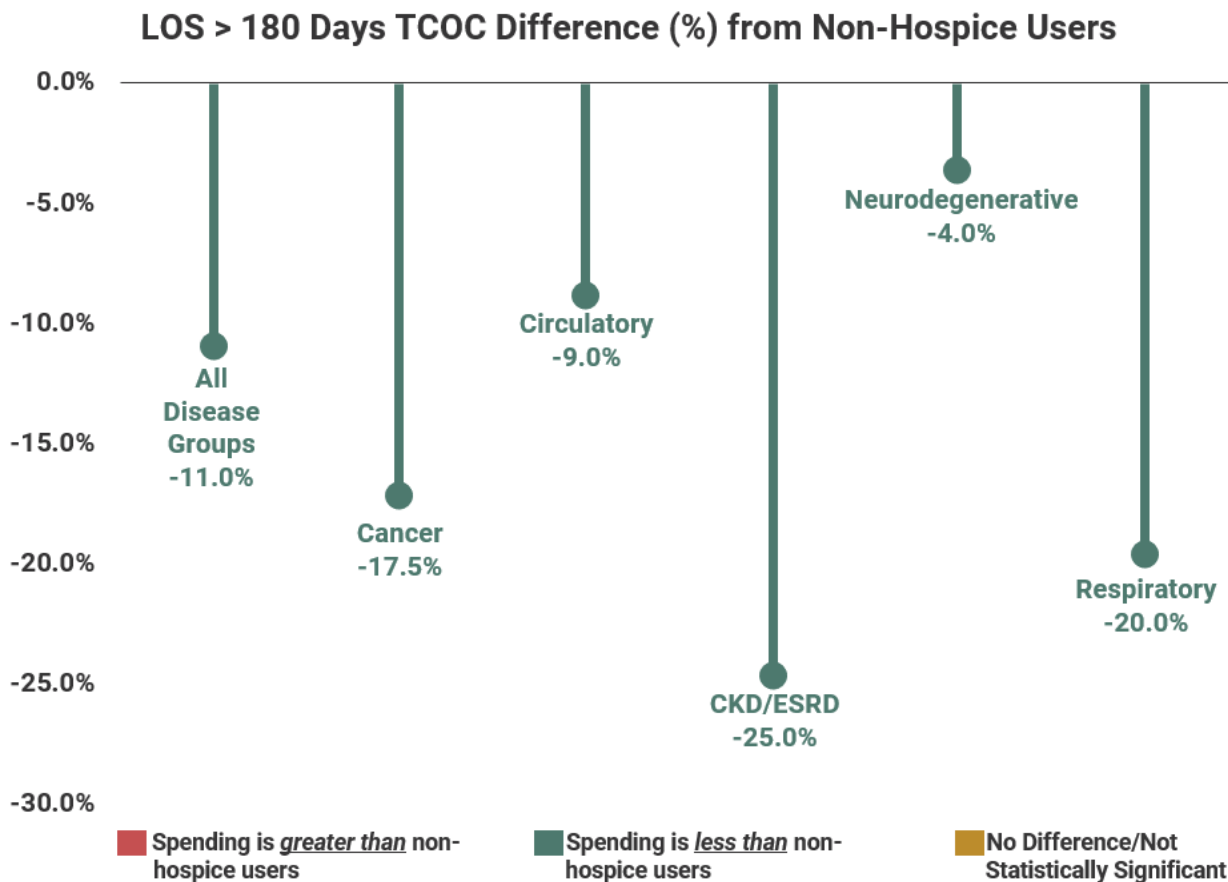 LOS > 180 Days TCOC Difference (%) from Non-Hospice Users
0.0%
-5.0%
-10.0%
-15.0%
-20.0%
-25.0%
-30.0%
All
Disease
Groups
-11.0%
Cancer
-17.5%
Circulatory
-9.0%
CKD/ESRD
-25.0%
Neurodegenerative
-4.0%
Respiratory
-20.0%
Spending is greater than non-
hospice users
Spending is less than non-
hospice users
No Difference/Not
Statistically Significant